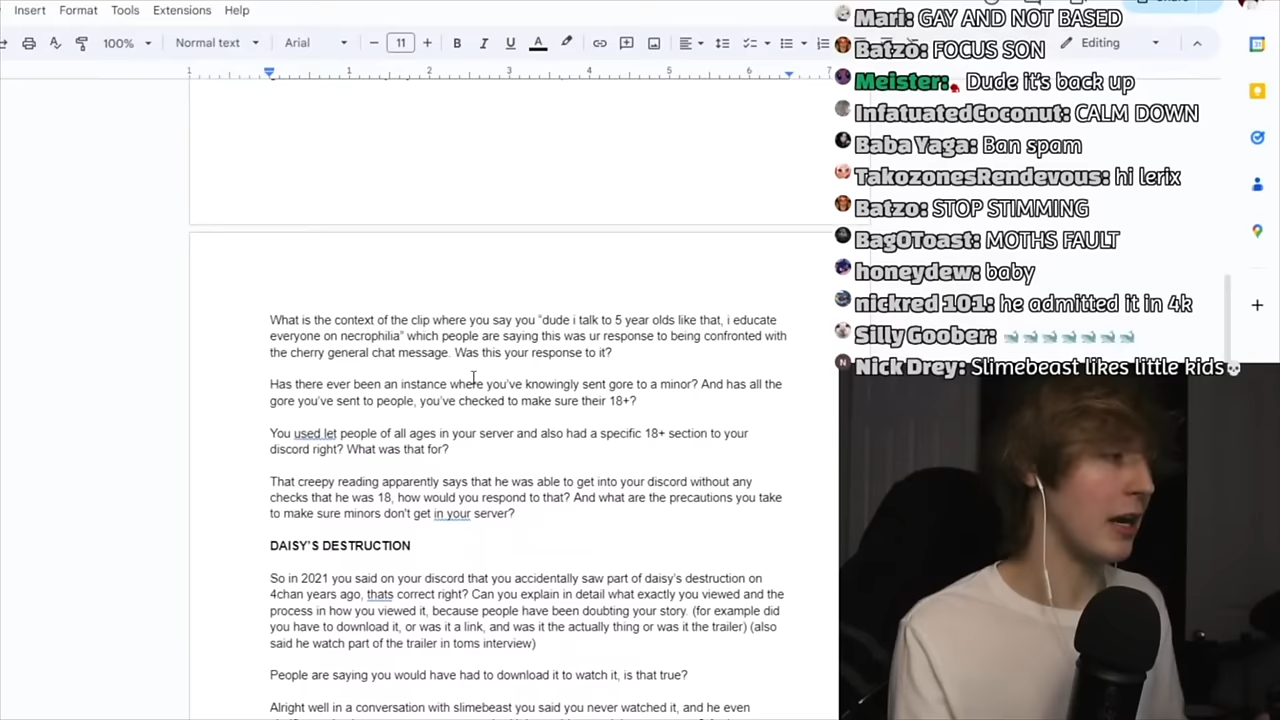 Insert Format Tools Extensions Help
100% Normal text Arial 11 B I U A Editing
1 1 2 3 4 5 6 7
What is the context of the clip where you say you “dude i talk to 5 year olds like that, i educate
everyone on necrophilia” which people are saying this was ur response to being confronted with
the cherry general chat message. Was this your response to it?
Has there ever been an instance where you’ve knowingly sent gore to a minor? And has all the
gore you’ve sent to people, you’ve checked to make sure their 18+?
You used let people of all ages in your server and also had a specific 18+ section to your
discord right? What was that for?
That creepy reading apparently says that he was able to get into your discord without any
checks that he was 18, how would you respond to that? And what are the precautions you take
to make sure minors don’t get in your server?
DAISY’S DESTRUCTION
So in 2021 you said on your discord that you accidentally saw part of daisy’s destruction on
4chan years ago, thats correct right? Can you explain in detail what exactly you viewed and the
process in how you viewed it, because people have been doubting your story. (for example did
you have to download it, or was it a link, and was it the actually thing or was it the trailer) (also
said he watch part of the trailer in toms interview)
People are saying you would have had to download it to watch it, is that true?
Alright well in a conversation with slimebeast you said you never watched it, and he even
Mari: GAY AND NOT BASED
Batzo: FOCUS SON
Meister: Dude it’s back up
InfatuatedCoconut: CALM DOWN
Baba Yaga: Ban spam
TakozonesRendevous: hi lerix
Batzo: STOP STIMMING
BagOToast: MOTHS FAULT
honeydew: baby
nickred 101: he admitted it in 4k
Silly Goober:
N Nick Drey: Slimebeast likes little kids